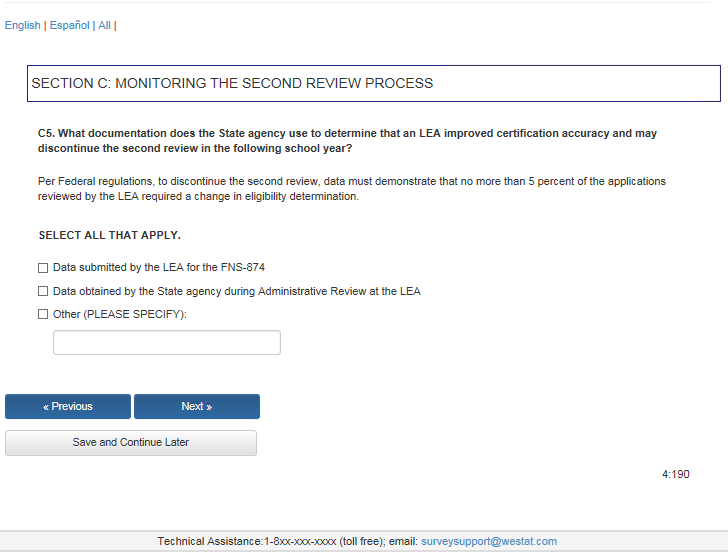 English | Español | All |
SECTION C: MONITORING THE SECOND REVIEW PROCESS
C5. What documentation does the State agency use to determine that an LEA improved certification accuracy and may
discontinue the second review in the following school year?
Per Federal regulations, to discontinue the second review, data must demonstrate that no more than 5 percent of the applications
reviewed by the LEA required a change in eligibility determination.
SELECT ALL THAT APPLY.
Data submitted by the LEA for the FNS-874
Data obtained by the State agency during Administrative Review at the LEA
Other (PLEASE SPECIFY):
« Previous Next »
Save and Continue Later
4:190
Technical Assistance:1-8xx-xxx-xxxx (toll free); email: surveysupport@westat.com